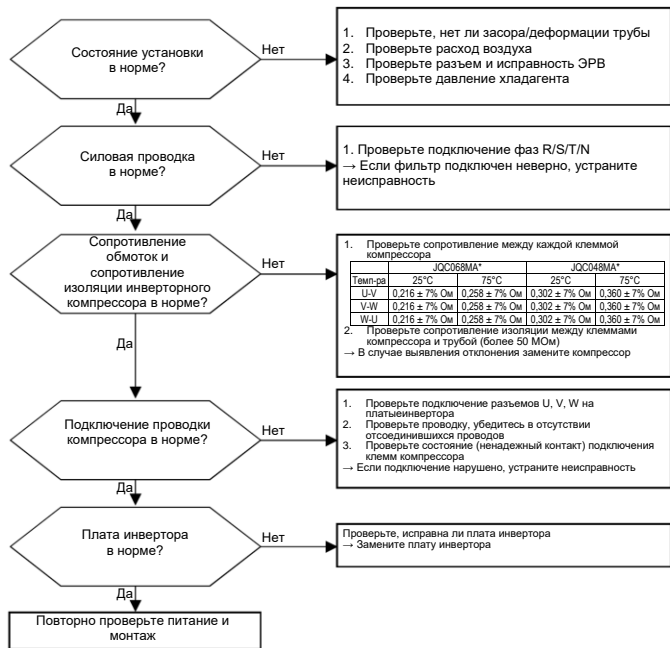 Состояние установки
в норме?
Нет
1. Проверьте, нет ли засора/деформации трубы
2. Проверьте расход воздуха
3. Проверьте разъем и исправность ЭРВ
4. Проверьте давление хладагента
Да
Силовая проводка
в норме?
Нет
1. Проверьте подключение фаз R/S/T/N
→ Если фильтр подключен неверно, устраните
неисправность
Да
Сопротивление
обмоток и
сопротивление
изоляции инверторного
компрессора в норме?
Нет
1. Проверьте сопротивление между каждой клеммой
компрессора
JQC068MA* JQC048MA*
Темп-ра 25°C 75°C 25°C 75°C
U-V 0,216 ± 7% Ом 0,258 ± 7% Ом 0,302 ± 7% Ом 0,360 ± 7% Ом
V-W 0,216 ± 7% Ом 0,258 ± 7% Ом 0,302 ± 7% Ом 0,360 ± 7% Ом
W-U 0,216 ± 7% Ом 0,258 ± 7% Ом 0,302 ± 7% Ом 0,360 ± 7% Ом
2. Проверьте сопротивление изоляции между клеммами
компрессора и трубой (более 50 МОм)
→ В случае выявления отклонения замените компрессор
Да
Подключение проводки
компрессора в норме?
Нет
1. Проверьте подключение разъемов U, V, W на
платыеинвертора
2. Проверьте проводку, убедитесь в отсутствии
отсоединившихся проводов
3. Проверьте состояние (ненадежный контакт) подключения
клемм компрессора
→ Если подключение нарушено, устраните неисправность
Да
Плата инвертора
в норме?
Нет
Проверьте, исправна ли плата инвертора
→ Замените плату инвертора
Да
Повторно проверьте питание и
монтаж